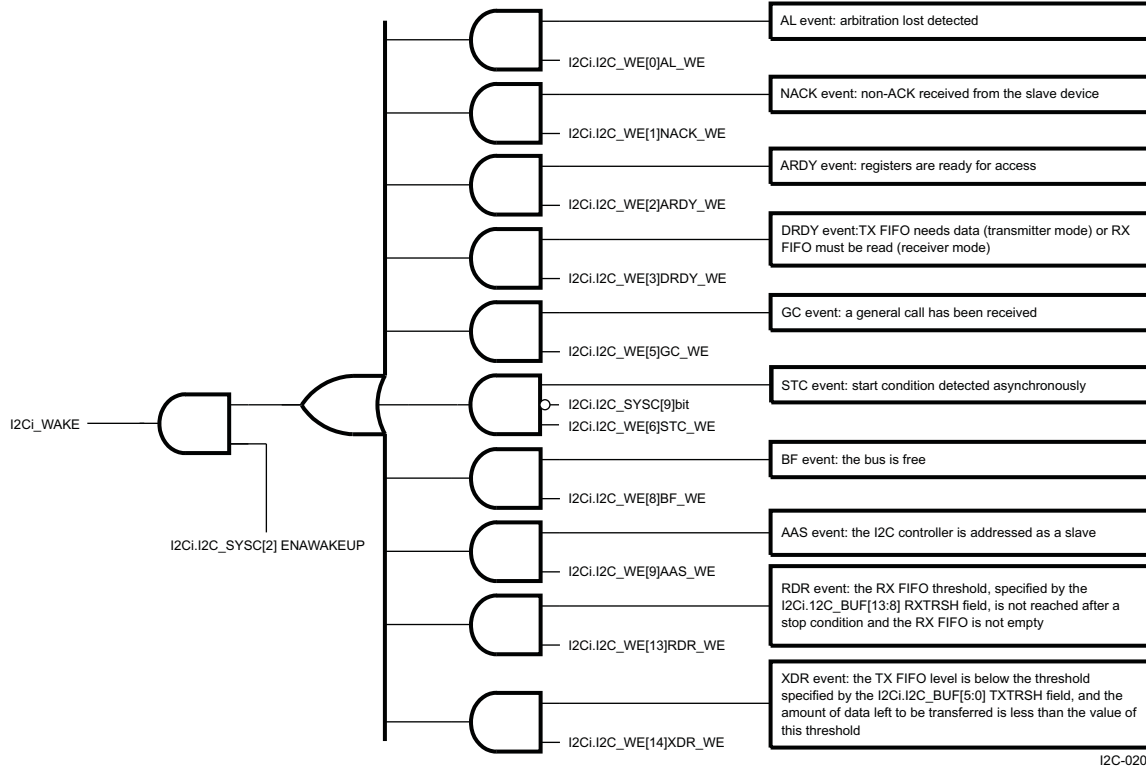 AL event: arbitration lost detected
I2Ci.I2C_WE[0]AL_WE
NACK event: non-ACK received from the slave device
I2Ci.I2C_WE[1]NACK_WE
ARDY event: registers are ready for access
I2Ci.I2C_WE[2]ARDY_WE
DRDY event:TX FIFO needs data (transmitter mode) or RX
FIFO must be read (receiver mode)
I2Ci.I2C_WE[3]DRDY_WE
GC event: a general call has been received
I2Ci.I2C_WE[5]GC_WE
STC event: start condition detected asynchronously
I2Ci.I2C_SYSC[9]bit
I2Ci.I2C_WE[6]STC_WE
I2Ci_WAKE
BF event: the bus is free
I2Ci.I2C_WE[8]BF_WE
AAS event: the I2C controller is addressed as a slave
I2Ci.I2C_SYSC[2] ENAWAKEUP
I2Ci.I2C_WE[9]AAS_WE
RDR event: the RX FIFO threshold, specified by the
I2Ci.12C_BUF[13:8] RXTRSH field, is not reached after a
stop condition and the RX FIFO is not empty
I2Ci.I2C_WE[13]RDR_WE
XDR event: the TX FIFO level is below the threshold
specified by the I2Ci.I2C_BUF[5:0] TXTRSH field, and the
amount of data left to be transferred is less than the value of
this threshold
I2Ci.I2C_WE[14]XDR_WE
I2C-020